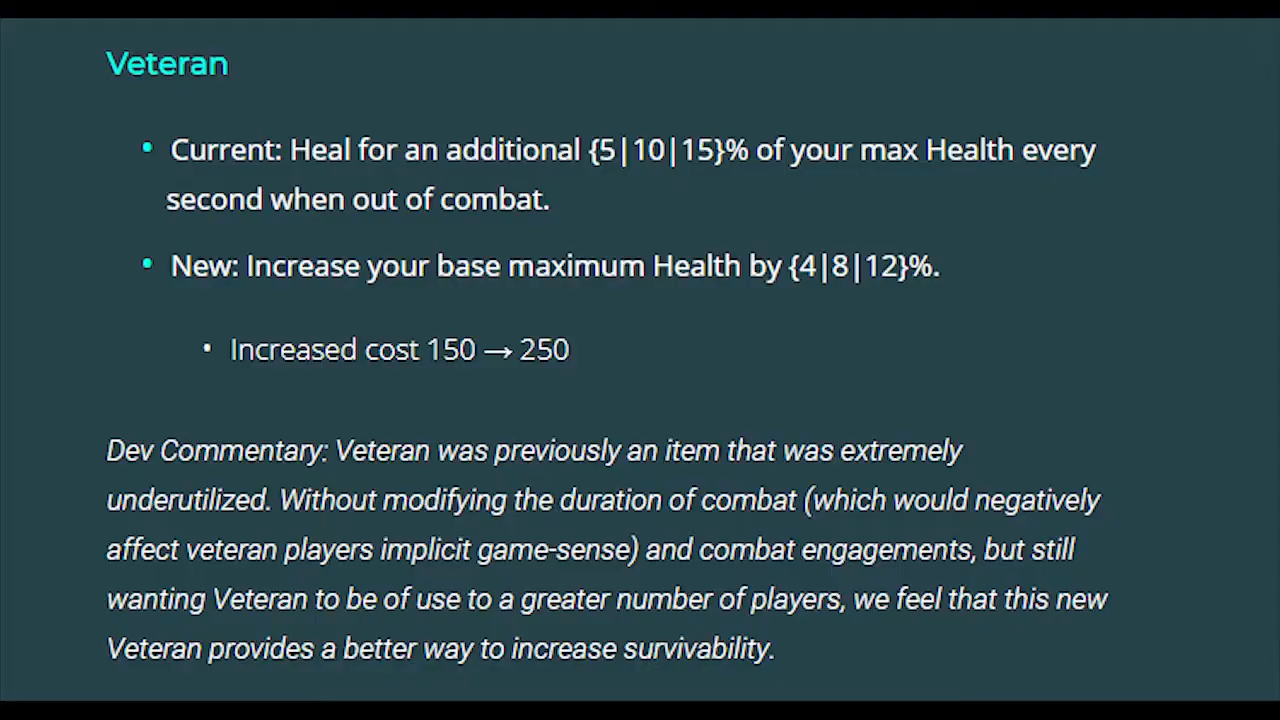 Veteran
• Current: Heal for an additional {5|10|15}% of your max Health every
second when out of combat.
• New: Increase your base maximum Health by {4|8|12}%.
• Increased cost 150 → 250
Dev Commentary: Veteran was previously an item that was extremely
underutilized. Without modifying the duration of combat (which would negatively
affect veteran players implicit game-sense) and combat engagements, but still
wanting Veteran to be of use to a greater number of players, we feel that this new
Veteran provides a better way to increase survivability.